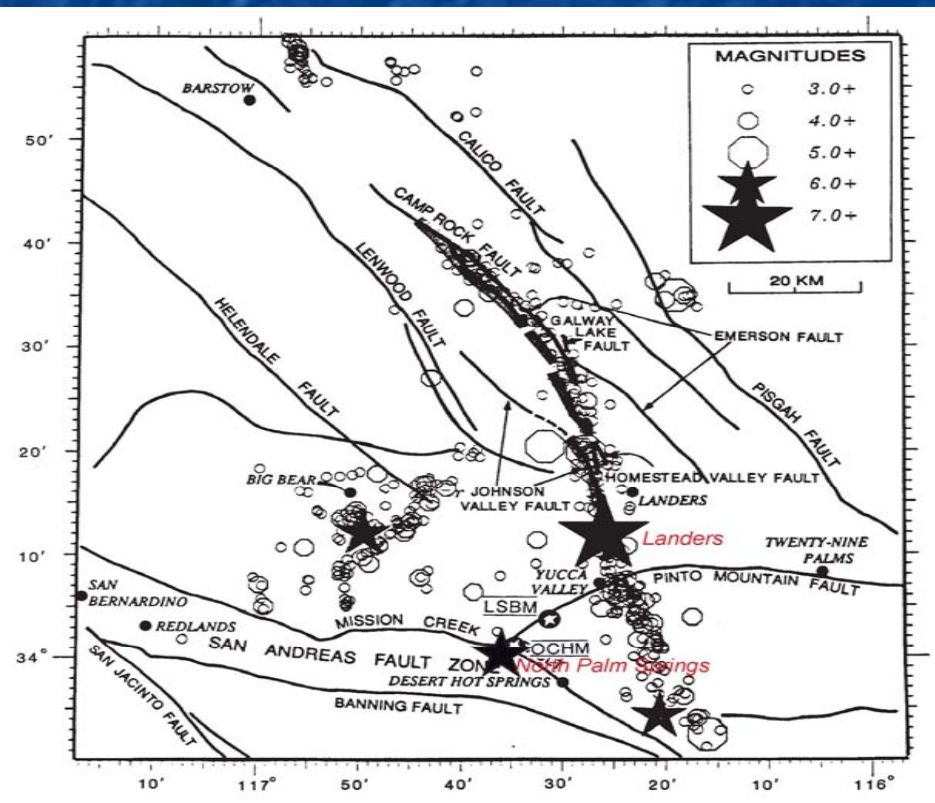 MAGNITUDES
3.0+
4.0+
5.0+
6.0+
7.0+
20 KM
BARSTOW
50'
CALICO FAULT
CAMP ROCK FAULT
40'
LENWOOD FAULT
HELENDALE FAULT
GALWAY
LAKE
FAULT
EMERSON FAULT
30'
PISGAH FAULT
20'
BIG BEAR
HOMESTEAD VALLEY FAULT
JOHNSON
VALLEY FAULT
LANDERS
Landers
10'
TWENTY-NINE
PALMS
YUCCA
VALLEY
PINTO MOUNTAIN FAULT
SAN
BERNARDINO
LSBM
REDLANDS
MISSION CREEK
OCHM
SAN ANDREAS FAULT ZONE
North Palm Springs
34°
DESERT HOT SPRINGS
SAN JACINTO FAULT
BANNING FAULT
10'
117°
50'
40'
30'
20'
10'
116°